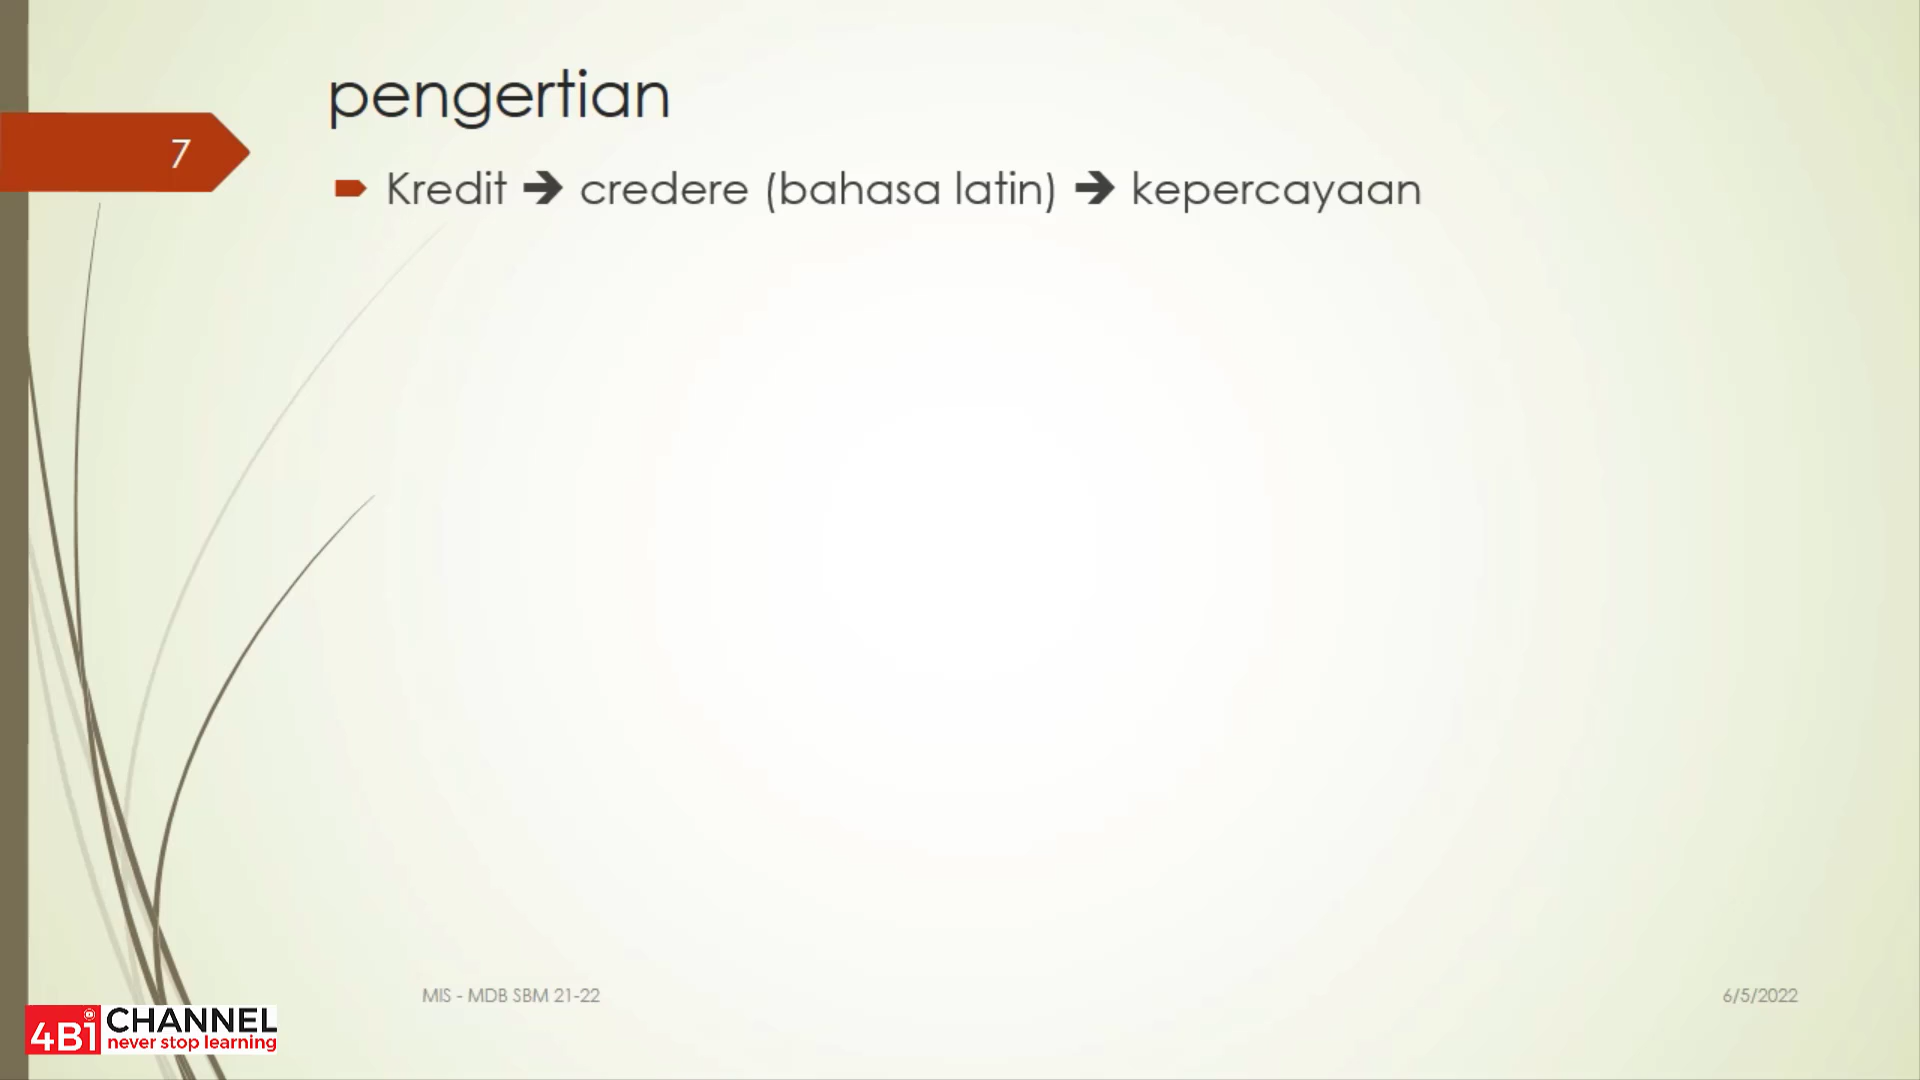 pengertian
7
Kredit ➔ credere (bahasa latin) ➔ kepercayaan
MIS - MDB SBM 21-22
6/5/2022
4Bi CHANNEL
never stop learning